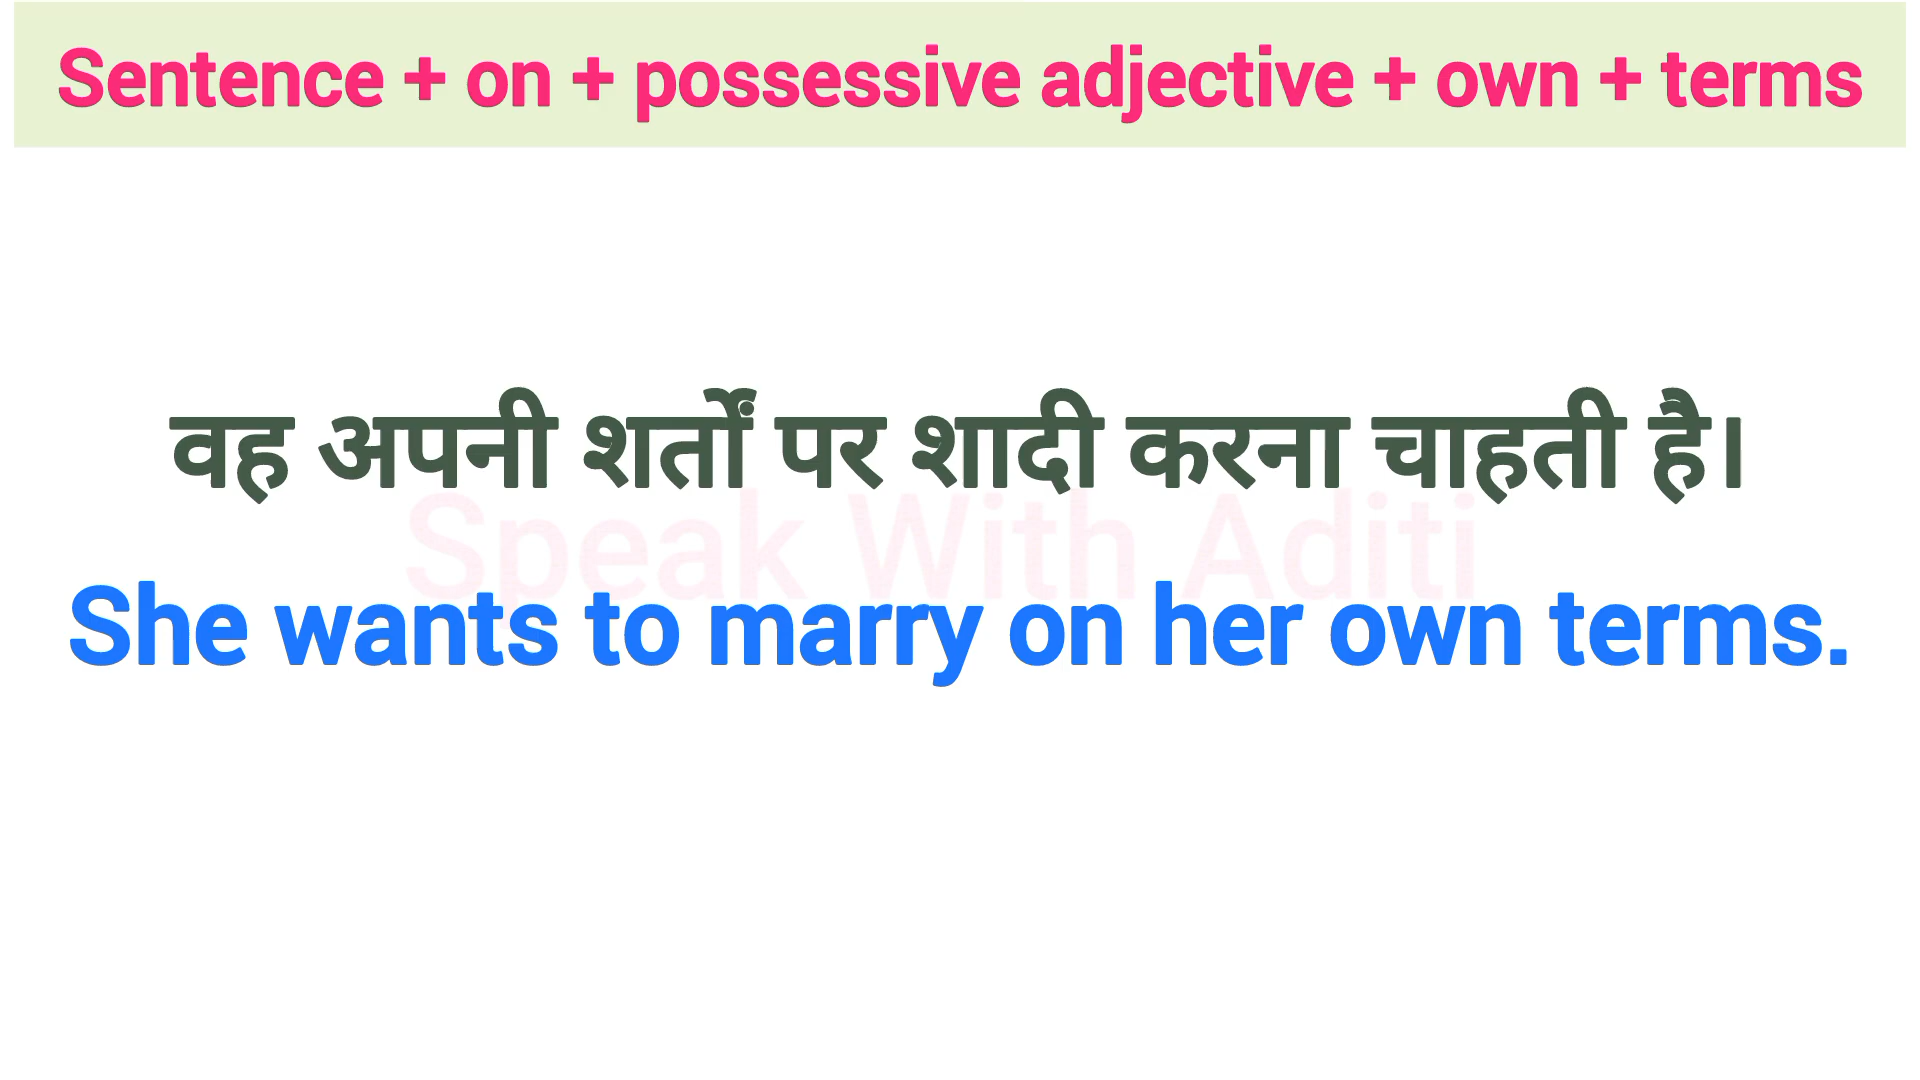 Sentence + on + possessive adjective + own + terms
वह अपनी शर्तों पर शादी करना चाहती है।
Speak With Aditi
She wants to marry on her own terms.